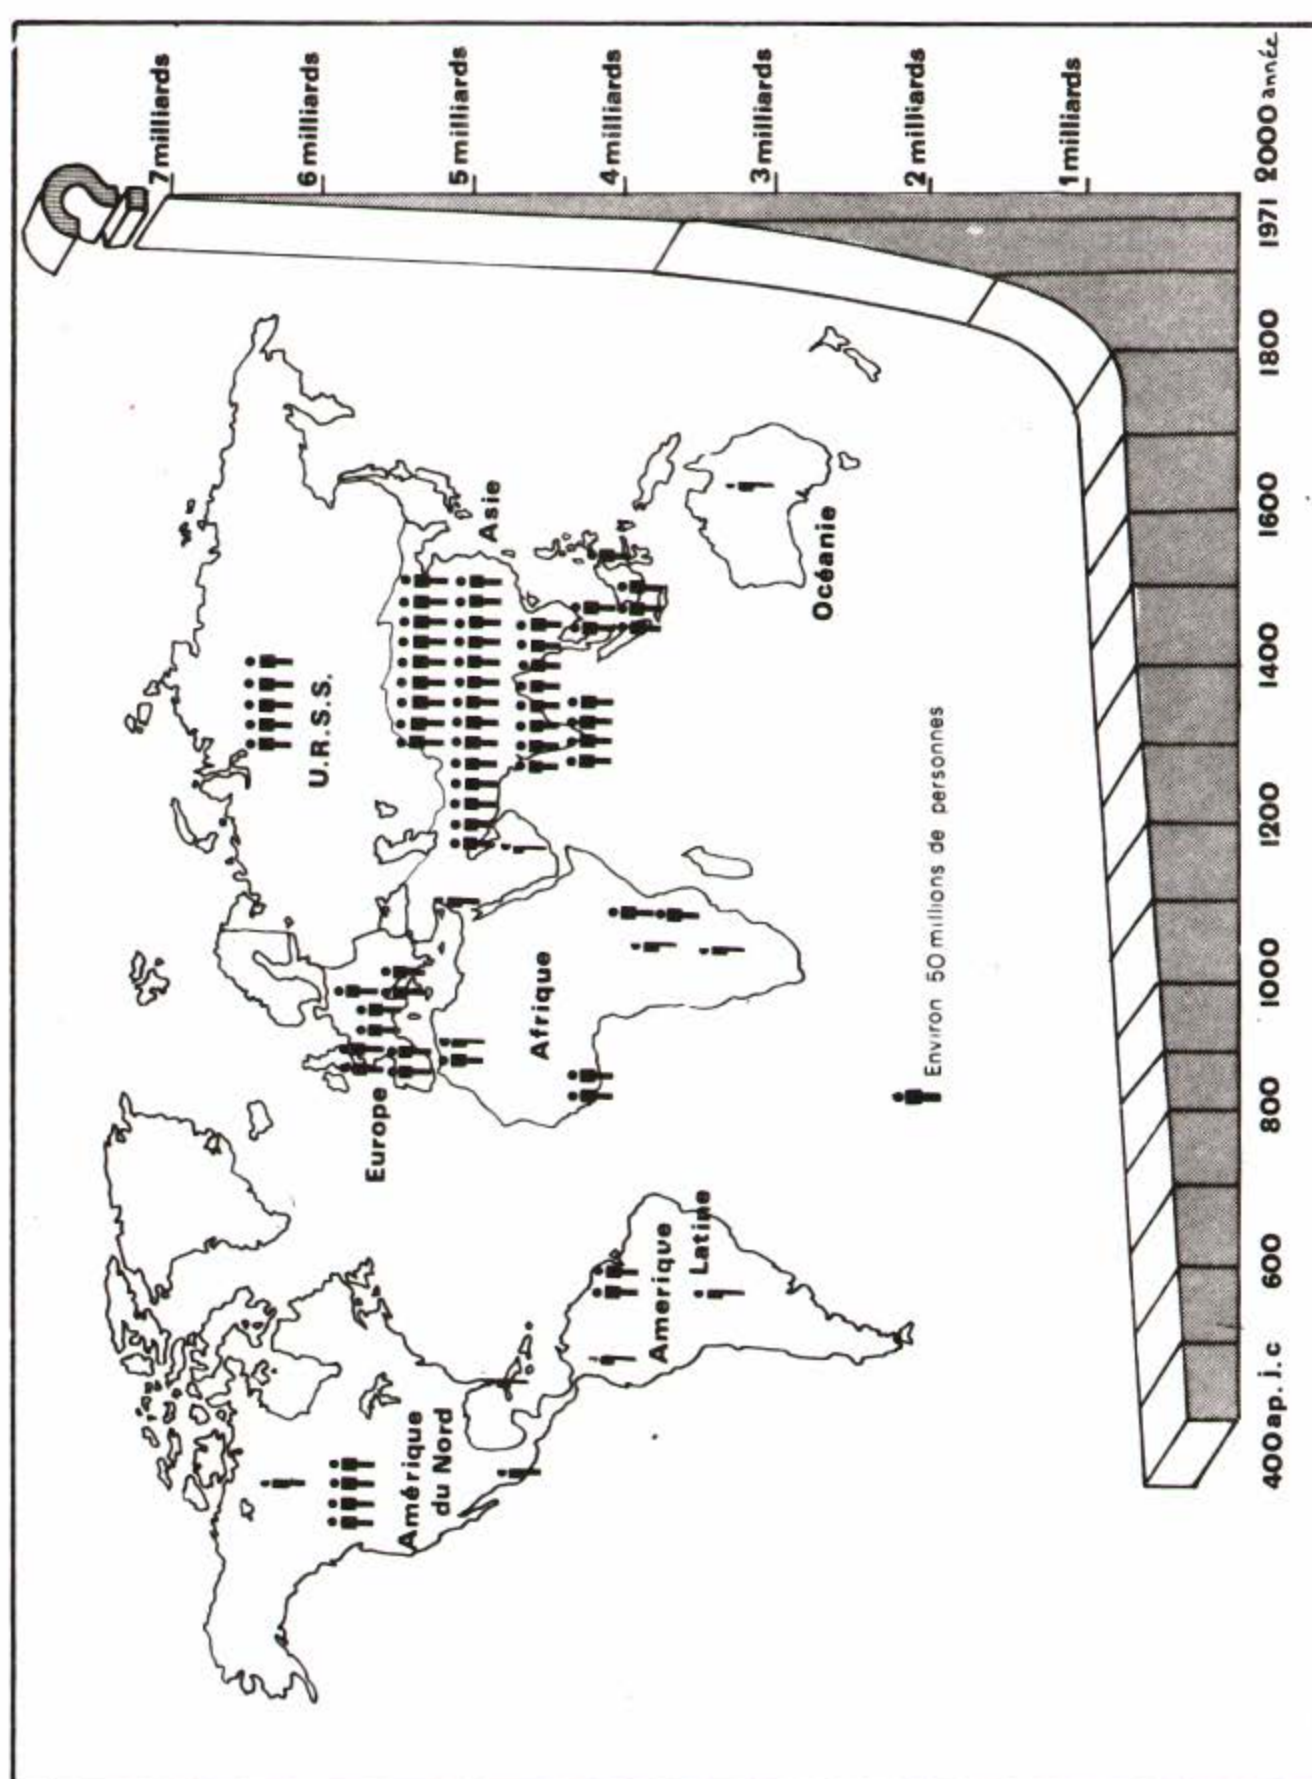 7 milliards
6 milliards
5 milliards
4 milliards
3 milliards
2 milliards
1 milliards
U.R.S.S.
Asie
Europe
Afrique
Océanie
Amérique
du Nord
Amerique
Latine
Environ 50 millions de personnes
400 ap. j. c
600
800
1000
1200
1400
1600
1800
1971
2000 année
?